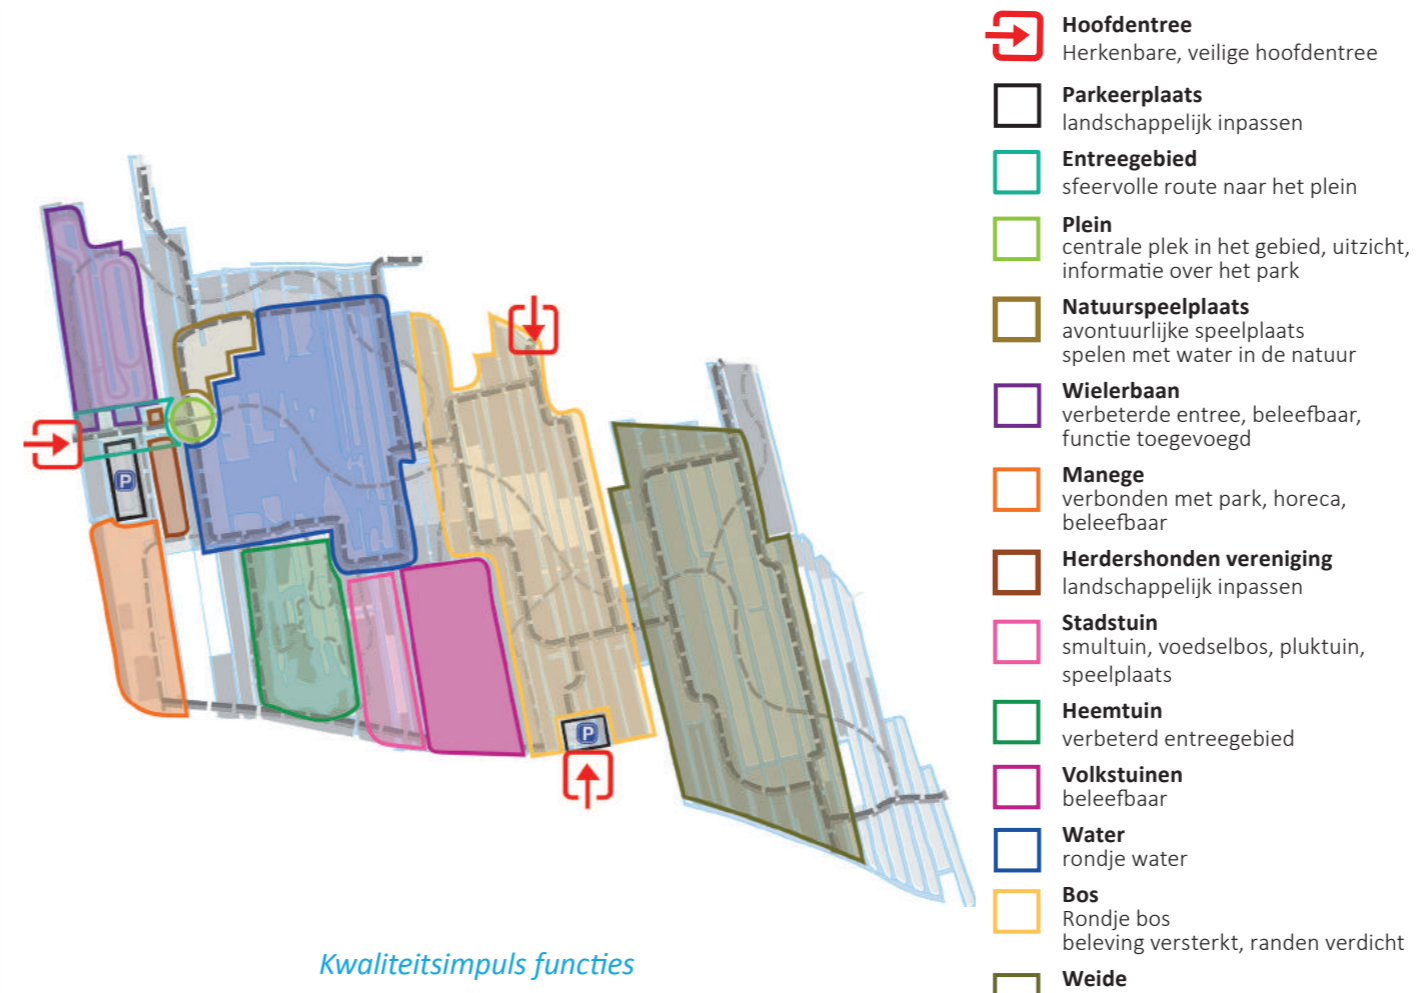 Hoofdentree
Herkenbare, veilige hoofdentree
Parkeerplaats
landschappelijk inpassen
Entreegebied
sfeervolle route naar het plein
Plein
centrale plek in het gebied, uitzicht,
informatie over het park
Natuurspeelplaats
avontuurlijke speelplaats
spelen met water in de natuur
Wielerbaan
verbeterde entree, beleefbaar,
functie toegevoegd
Manege
verbonden met park, horeca,
beleefbaar
Herdershonden vereniging
landschappelijk inpassen
Stadstuin
smultuin, voedselbos, pluktuin,
speelplaats
Heemtuin
verbeterd entreegebied
Volkstuinen
beleefbaar
Water
rondje water
Bos
Rondje bos
beleving versterkt, randen verdicht
Weide
P
P
Kwaliteitsimpuls functies